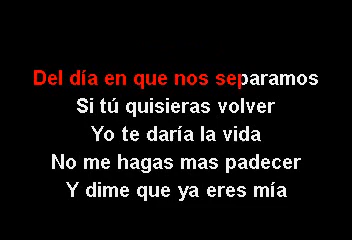 Del día en que nos separamos
Si tú quisieras volver
Yo te daría la vida
No me hagas mas padecer
Y dime que ya eres mía